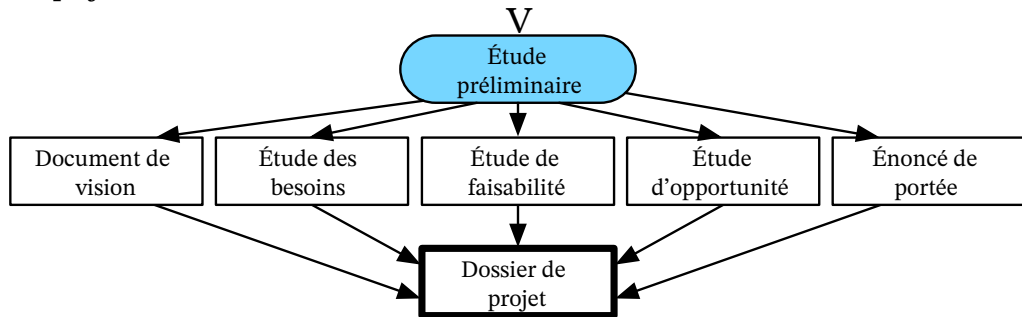 V
Étude
préliminaire
Document de
vision
Étude des
besoins
Étude de
faisabilité
Étude
d'opportunité
Énoncé de
portée
Dossier de
projet